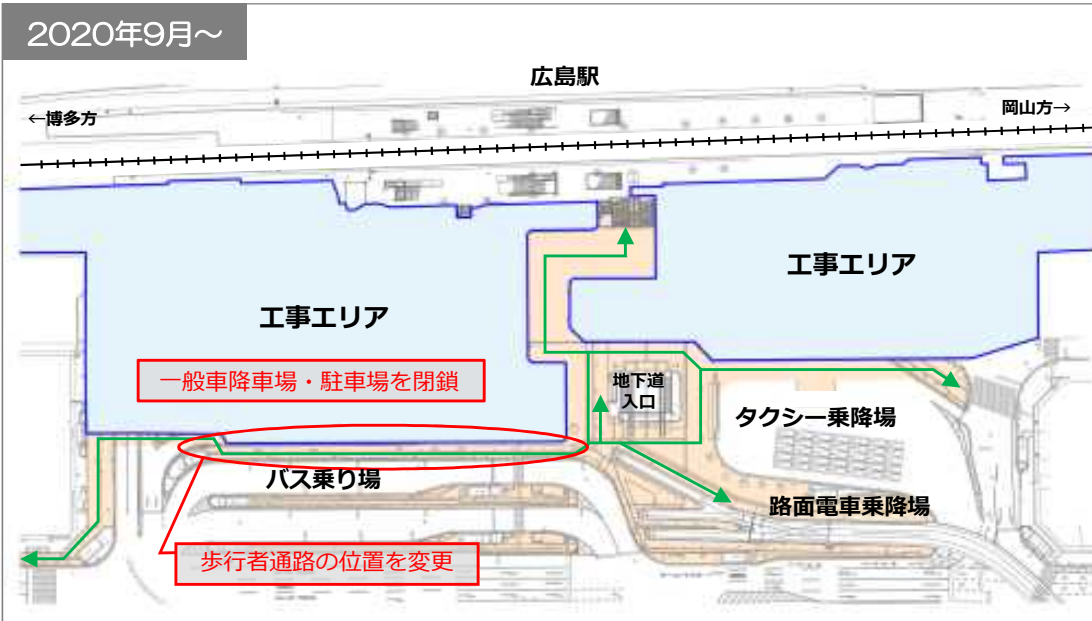 2020年9月～
広島駅
←博多方
岡山方→
工事エリア
工事エリア
一般車降車場・駐車場を閉鎖
地下道
入口
タクシー乗降場
バス乗り場
路面電車乗降場
歩行者通路の位置を変更